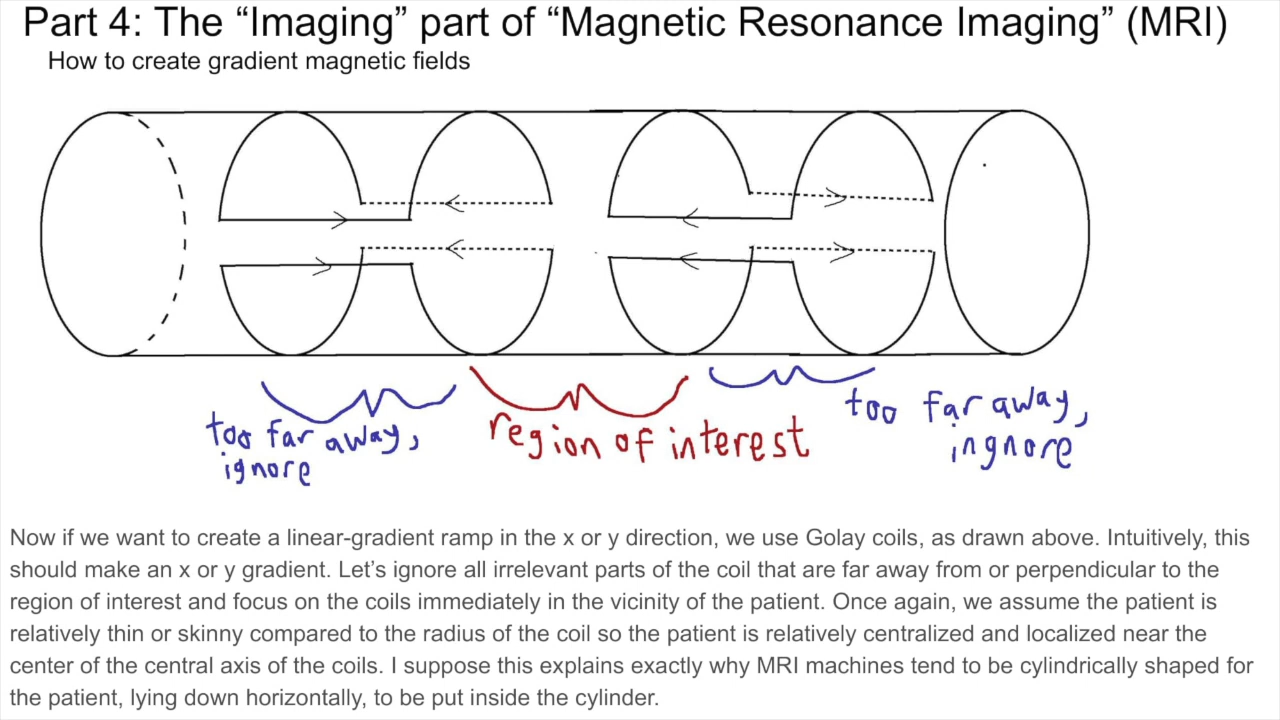 Part 4: The “Imaging” part of “Magnetic Resonance Imaging” (MRI)
How to create gradient magnetic fields
too far away,
ignore
region of interest
too far away,
ingnore
Now if we want to create a linear-gradient ramp in the x or y direction, we use Golay coils, as drawn above. Intuitively, this
should make an x or y gradient. Let’s ignore all irrelevant parts of the coil that are far away from or perpendicular to the
region of interest and focus on the coils immediately in the vicinity of the patient. Once again, we assume the patient is
relatively thin or skinny compared to the radius of the coil so the patient is relatively centralized and localized near the
center of the central axis of the coils. I suppose this explains exactly why MRI machines tend to be cylindrically shaped for
the patient, lying down horizontally, to be put inside the cylinder.